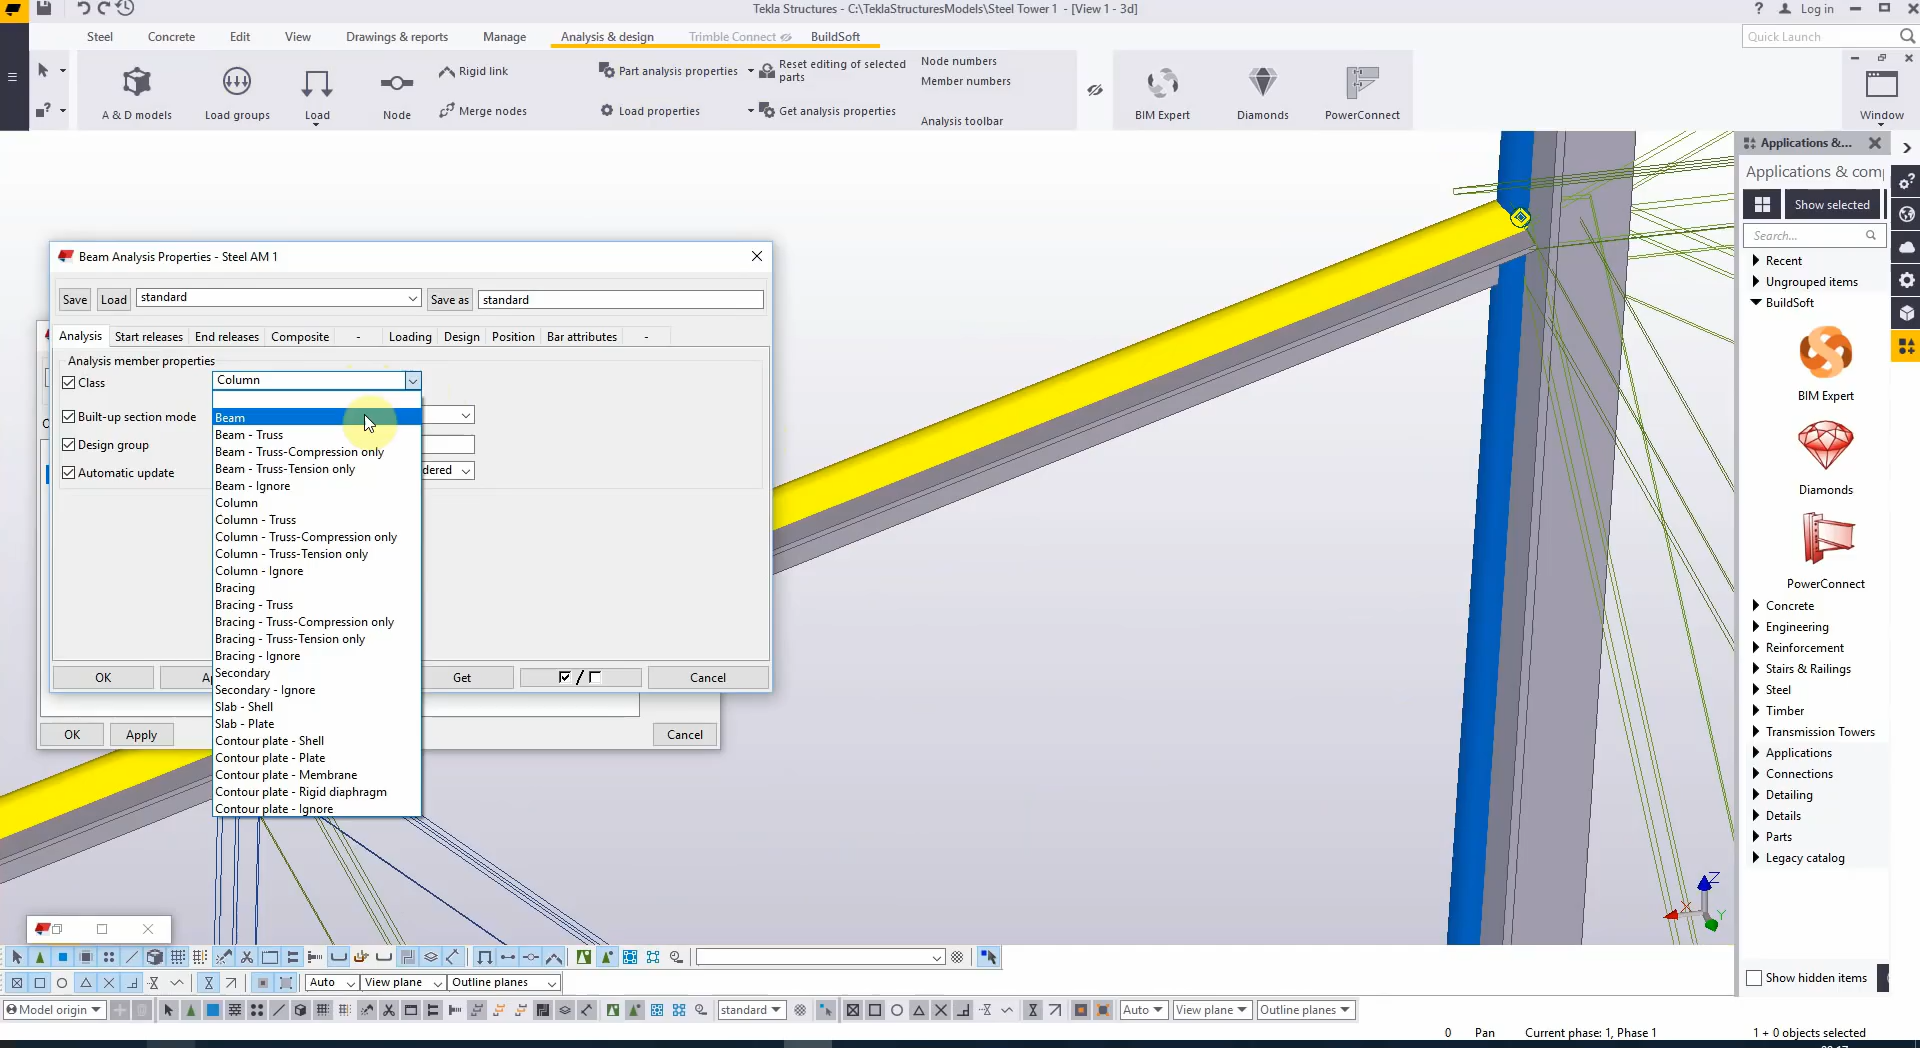 Tekla Structures - C:\TeklaStructuresModels\Steel Tower 1 - [View 1 - 3d]
? Log in
Steel Concrete Edit View Drawings & reports Manage Analysis & design Trimble Connect BuildSoft
Quick Launch
A & D models
Load groups
Load
Node
Rigid link
Merge nodes
Part analysis properties
Load properties
Reset editing of selected
parts
Get analysis properties
Node numbers
Member numbers
Analysis toolbar
BIM Expert
Diamonds
PowerConnect
Window
Beam Analysis Properties - Steel AM 1
Save Load standard Save as standard
Analysis Start releases End releases Composite - Loading Design Position Bar attributes -
Analysis member properties
Class Column
Built-up section mode
Design group
Automatic update dered
Beam
Beam - Truss
Beam - Truss-Compression only
Beam - Truss-Tension only
Beam - Ignore
Column
Column - Truss
Column - Truss-Compression only
Column - Truss-Tension only
Column - Ignore
Bracing
Bracing - Truss
Bracing - Truss-Compression only
Bracing - Truss-Tension only
Bracing - Ignore
Secondary
Secondary - Ignore
Slab - Shell
Slab - Plate
Contour plate - Shell
Contour plate - Plate
Contour plate - Membrane
Contour plate - Rigid diaphragm
Contour plate - Ignore
OK Ap Get / Cancel
OK Apply Cancel
Applications &...
Applications & com
Show selected
Search...
Recent
Ungrouped items
BuildSoft
BIM Expert
Diamonds
PowerConnect
Concrete
Engineering
Reinforcement
Stairs & Railings
Steel
Timber
Transmission Towers
Applications
Connections
Detailing
Details
Parts
Legacy catalog
Show hidden items
Z
X
Y
Auto View plane Outline planes
Model origin standard Auto View plane Outline planes
0 Pan Current phase: 1, Phase 1 1 + 0 objects selected